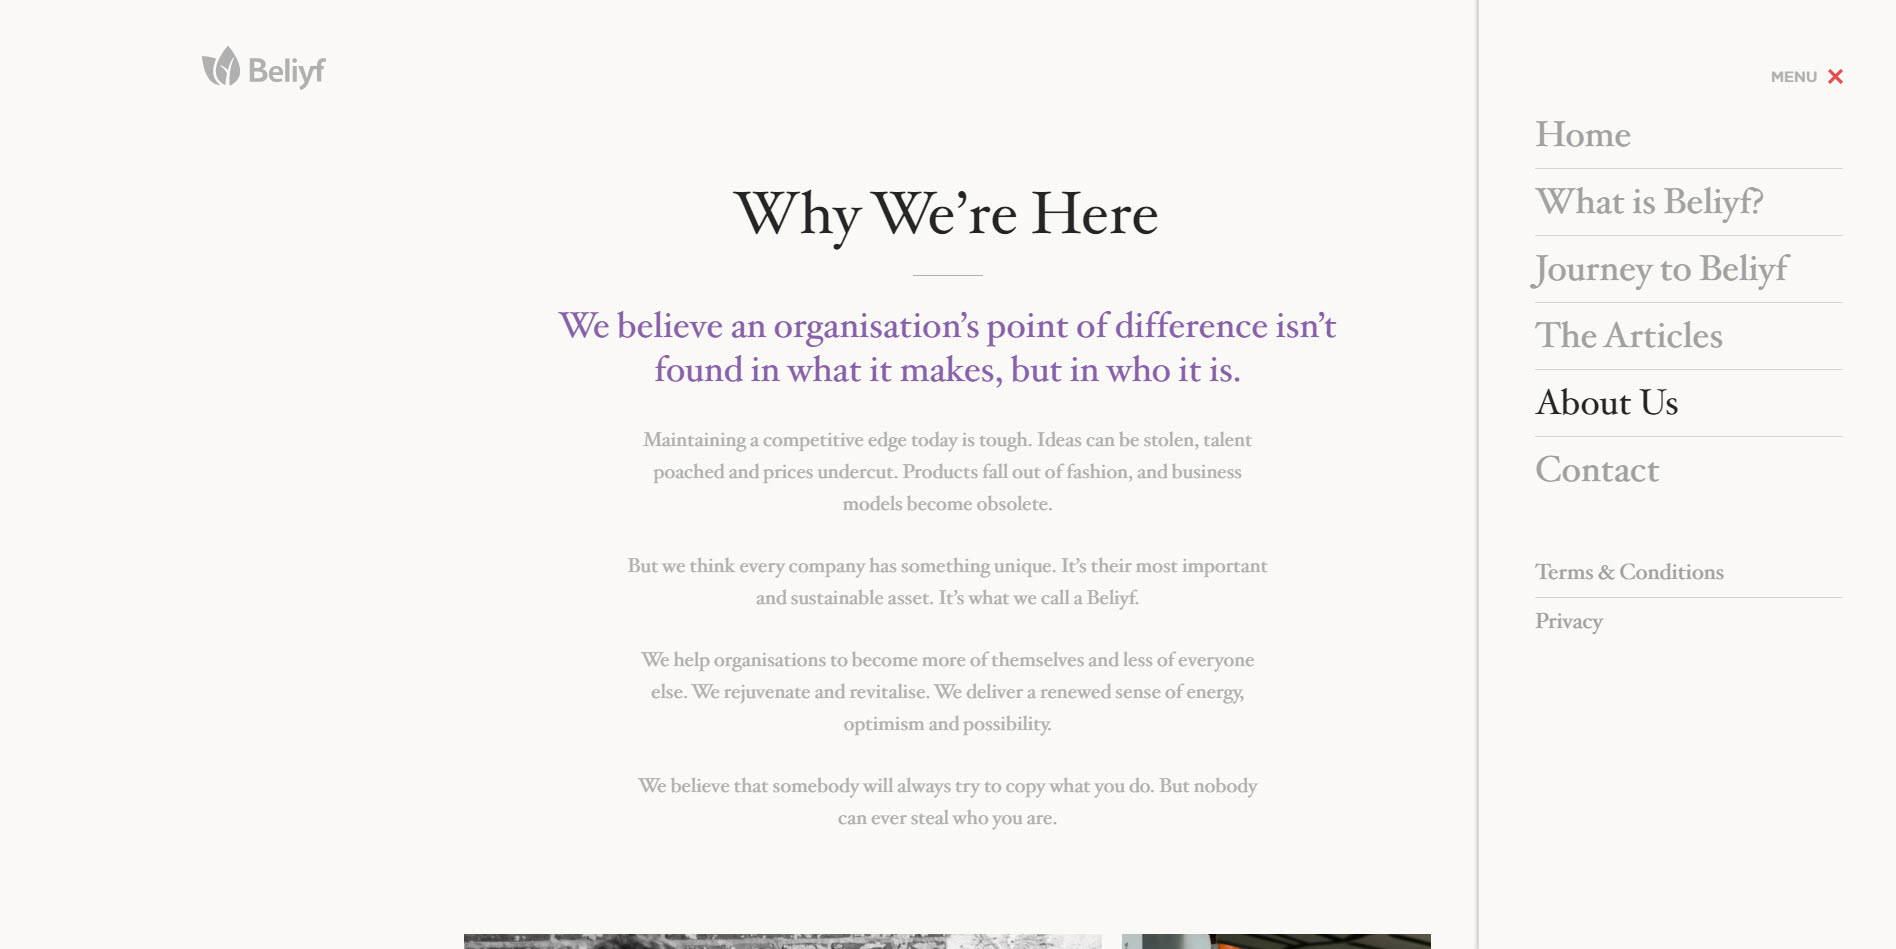 Beliyf
MENU
Why We’re Here
We believe an organisation’s point of difference isn’t
found in what it makes, but in who it is.
Maintaining a competitive edge today is tough. Ideas can be stolen, talent
poached and prices undercut. Products fall out of fashion, and business
models become obsolete.
But we think every company has something unique. It’s their most important
and sustainable asset. It’s what we call a Beliyf.
We help organisations to become more of themselves and less of everyone
else. We rejuvenate and revitalise. We deliver a renewed sense of energy,
optimism and possibility.
We believe that somebody will always try to copy what you do. But nobody
can ever steal who you are.
Home
What is Beliyf?
Journey to Beliyf
The Articles
About Us
Contact
Terms & Conditions
Privacy